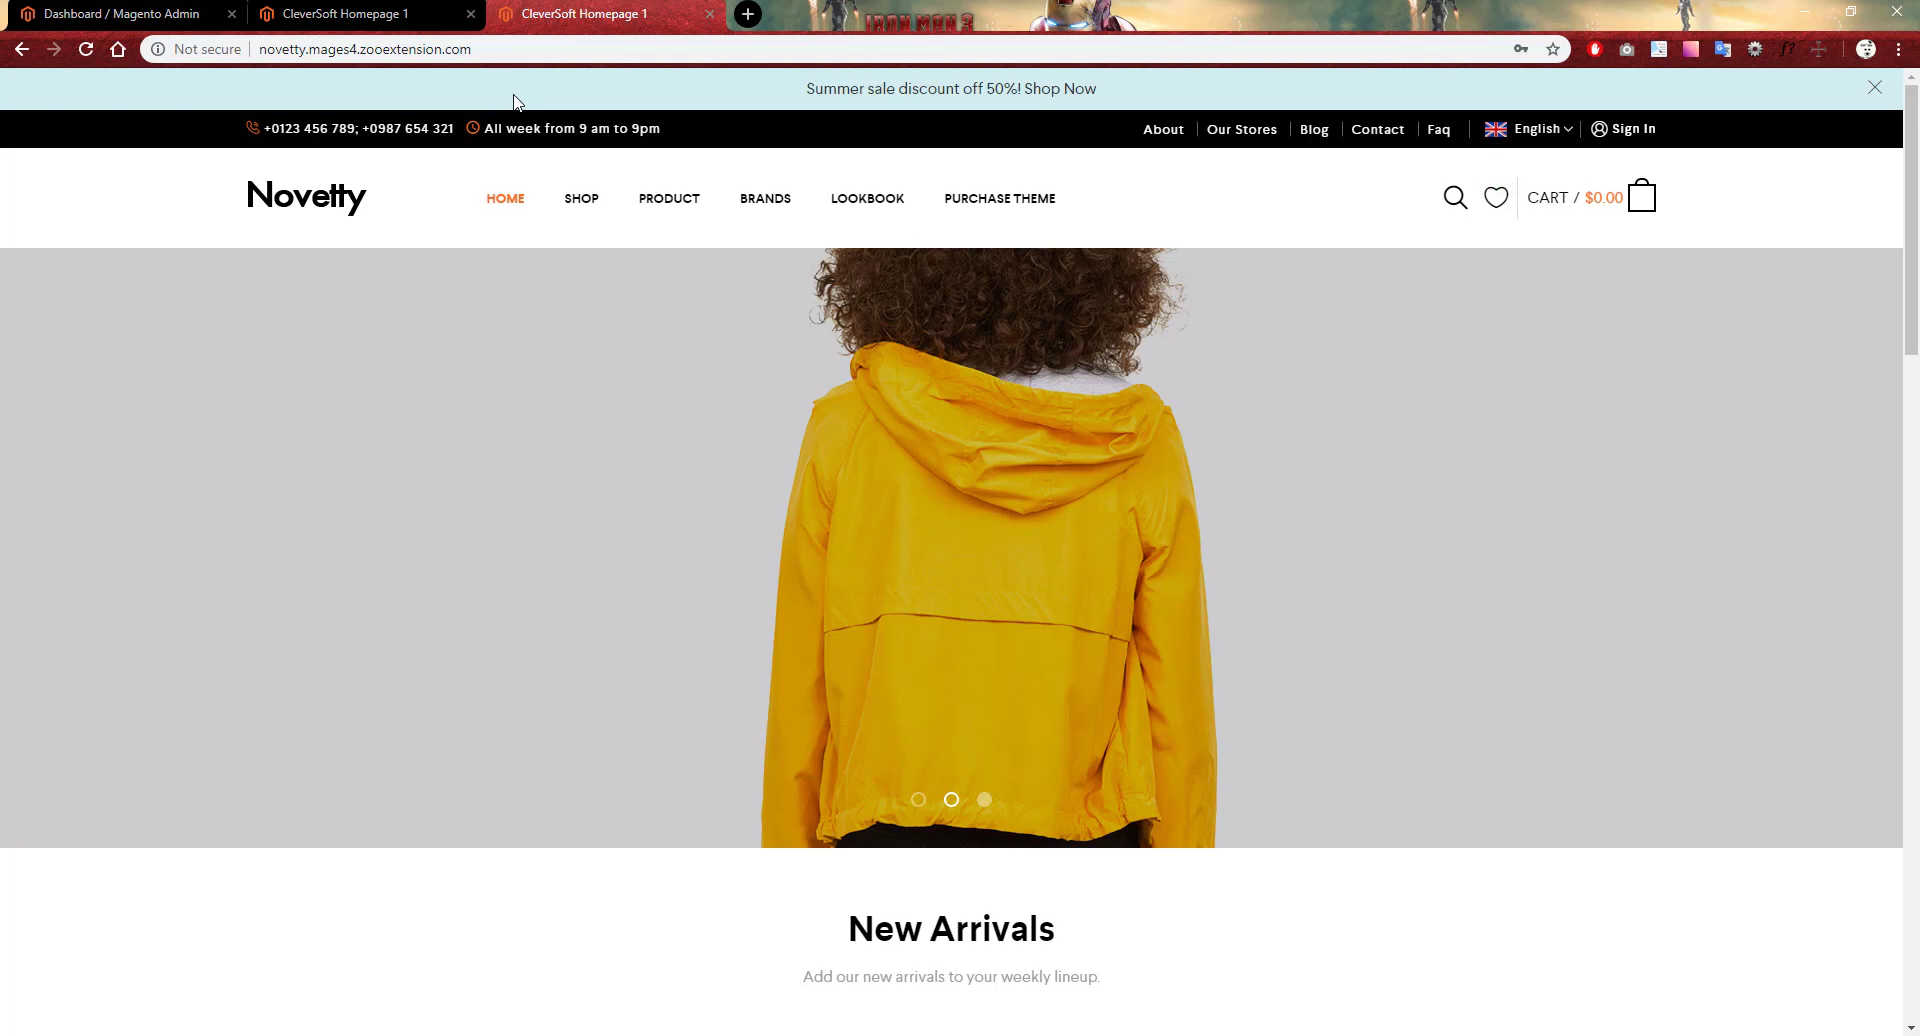 Dashboard / Magento Admin
CleverSoft Homepage 1
CleverSoft Homepage 1
IRON MAN 3
Not secure
novetty.mages4.zooextension.com
f?
Summer sale discount off 50%! Shop Now
+0123 456 789; +0987 654 321 All week from 9 am to 9pm
About Our Stores Blog Contact Faq English Sign In
Novetty
HOME SHOP PRODUCT BRANDS LOOKBOOK PURCHASE THEME
CART / $0.00
New Arrivals
Add our new arrivals to your weekly lineup.